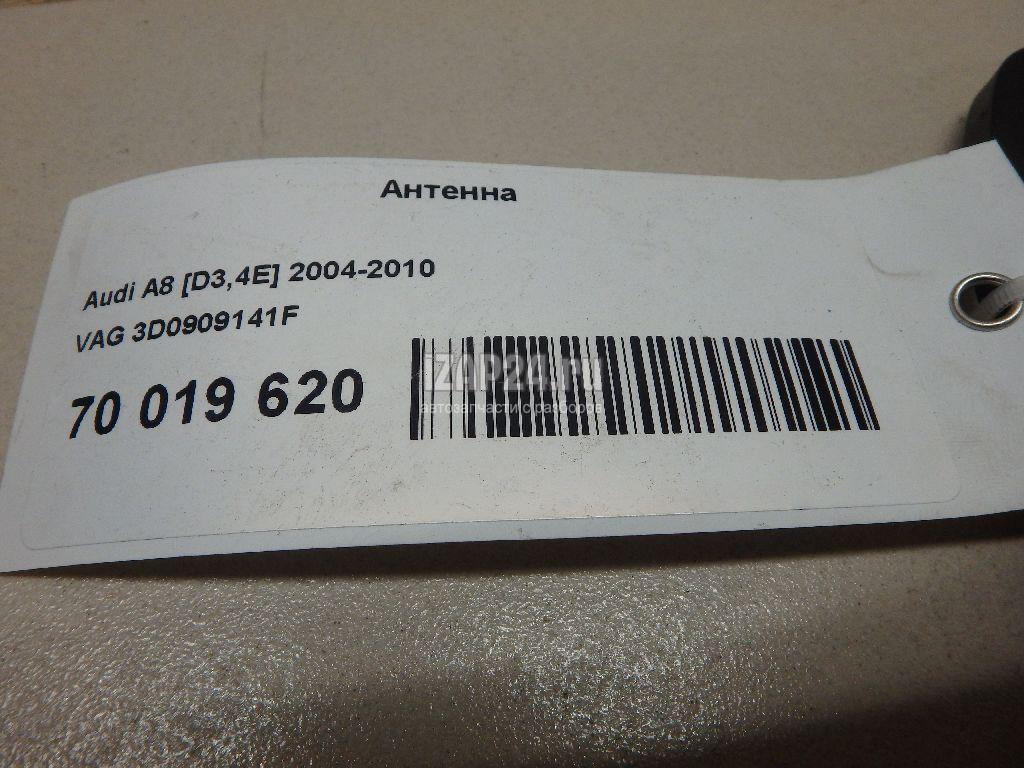 Антенна
Audi A8 [D3,4E] 2004-2010
VAG 3D0909141F
70 019 620
iZAP24.ru
автозапчасти с разборов